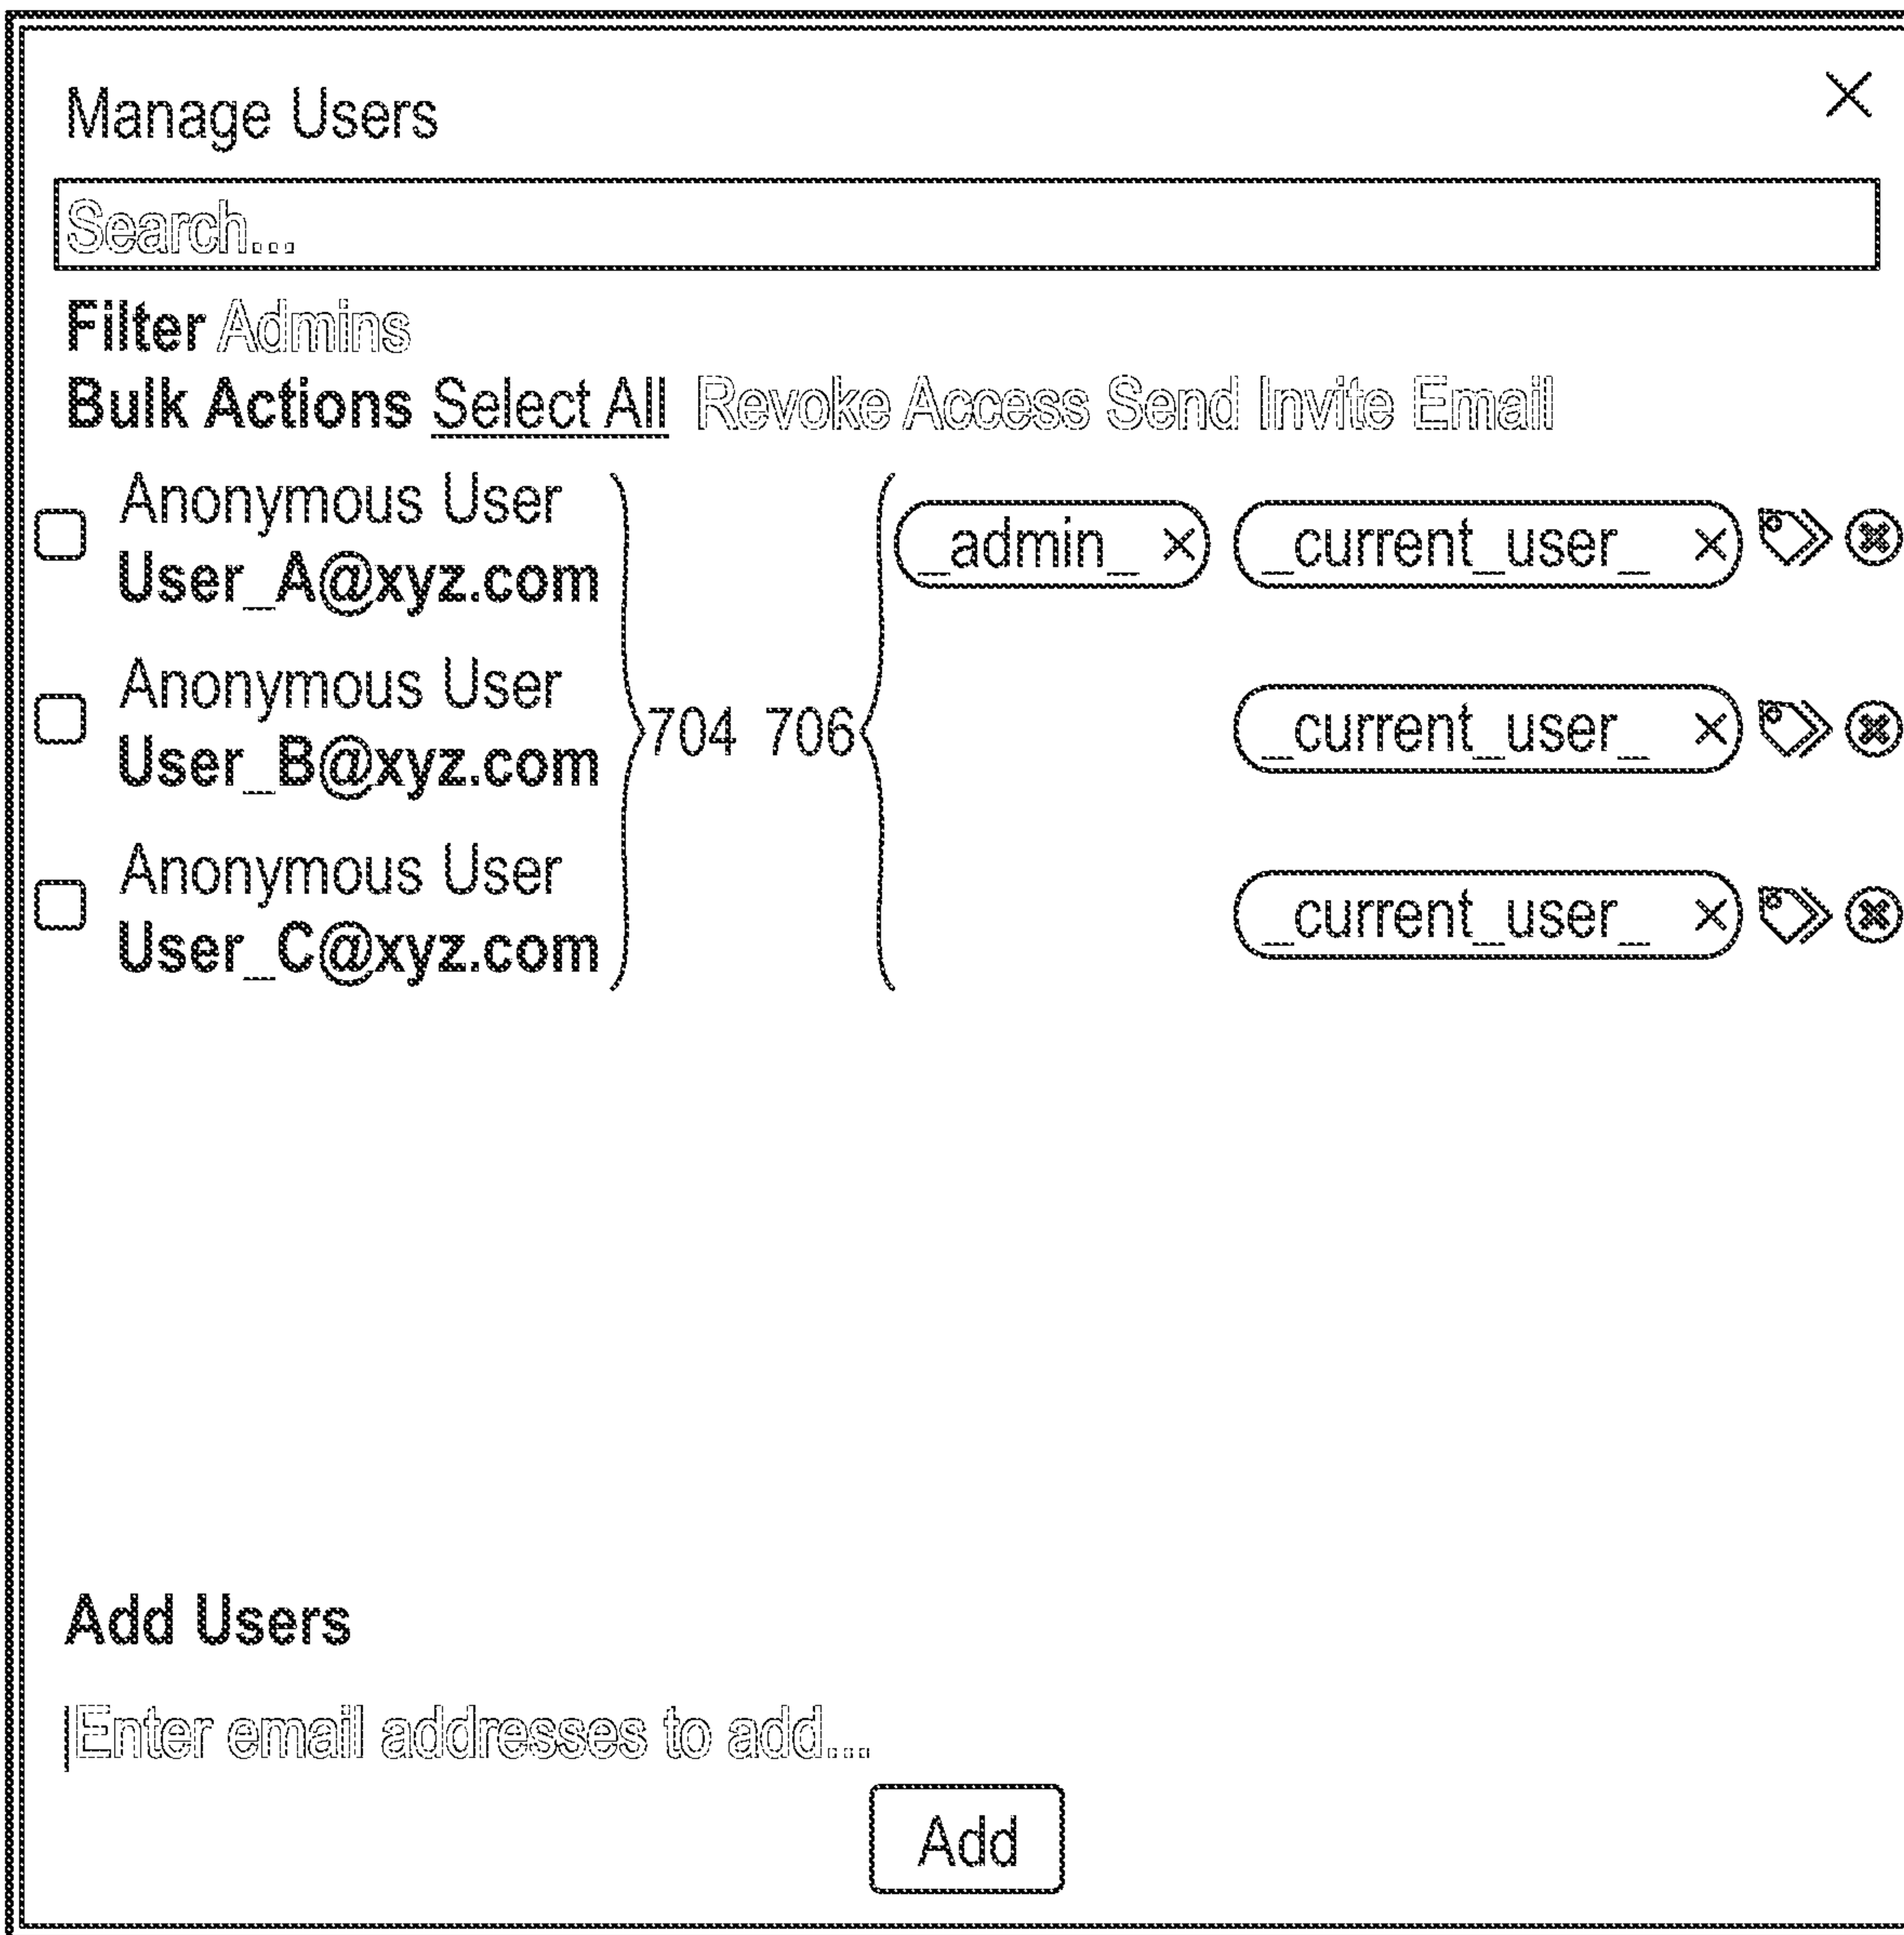 Manage Users
Search...
Filter Admins
Bulk Actions Select All Revoke Access Send Invite Email
Anonymous User
User_A@xyz.com
_admin_ _current_user_
Anonymous User
User_B@xyz.com
704 706
_current_user_
Anonymous User
User_C@xyz.com
_current_user_
Add Users
Enter email addresses to add...
Add